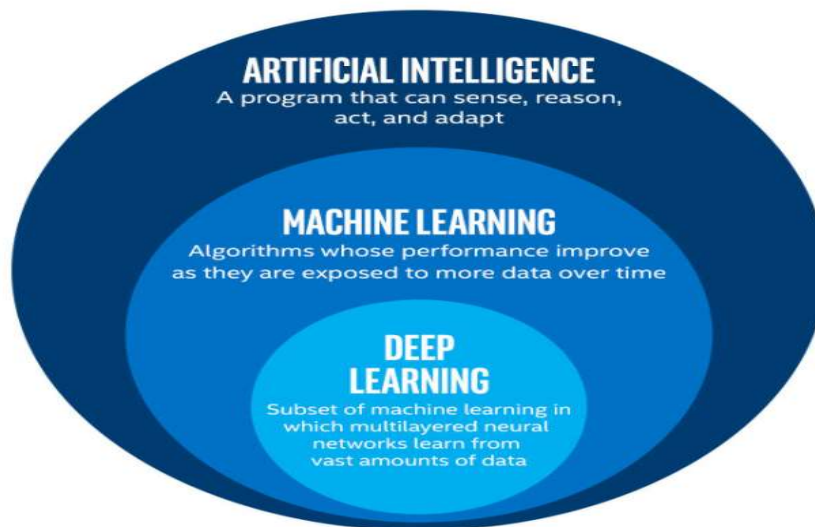 ARTIFICIAL INTELLIGENCE
A program that can sense, reason,
act, and adapt
MACHINE LEARNING
Algorithms whose performance improve
as they are exposed to more data over time
DEEP
LEARNING
Subset of machine learning in
which multilayered neural
networks learn from
vast amounts of data